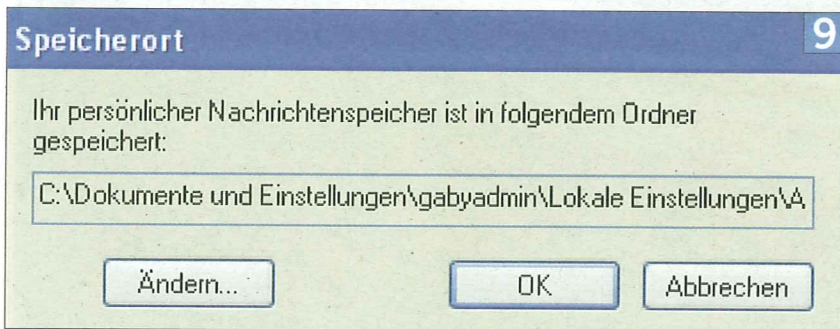 Speicherort
9
Ihr persönlicher Nachrichtenspeicher ist in folgendem Ordner
gespeichert:
C:\Dokumente und Einstellungen\gabyadmin\Lokale Einstellungen\A
Ändern...
OK
Abbrechen